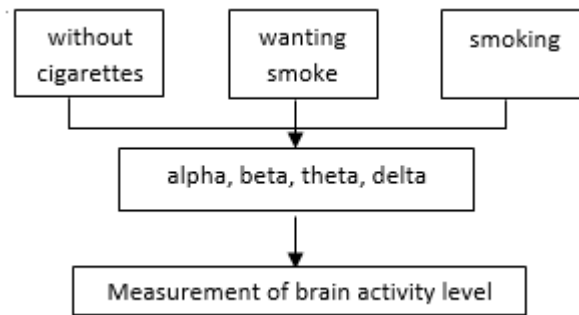 without
cigarettes
wanting
smoke
smoking
alpha, beta, theta, delta
Measurement of brain activity level